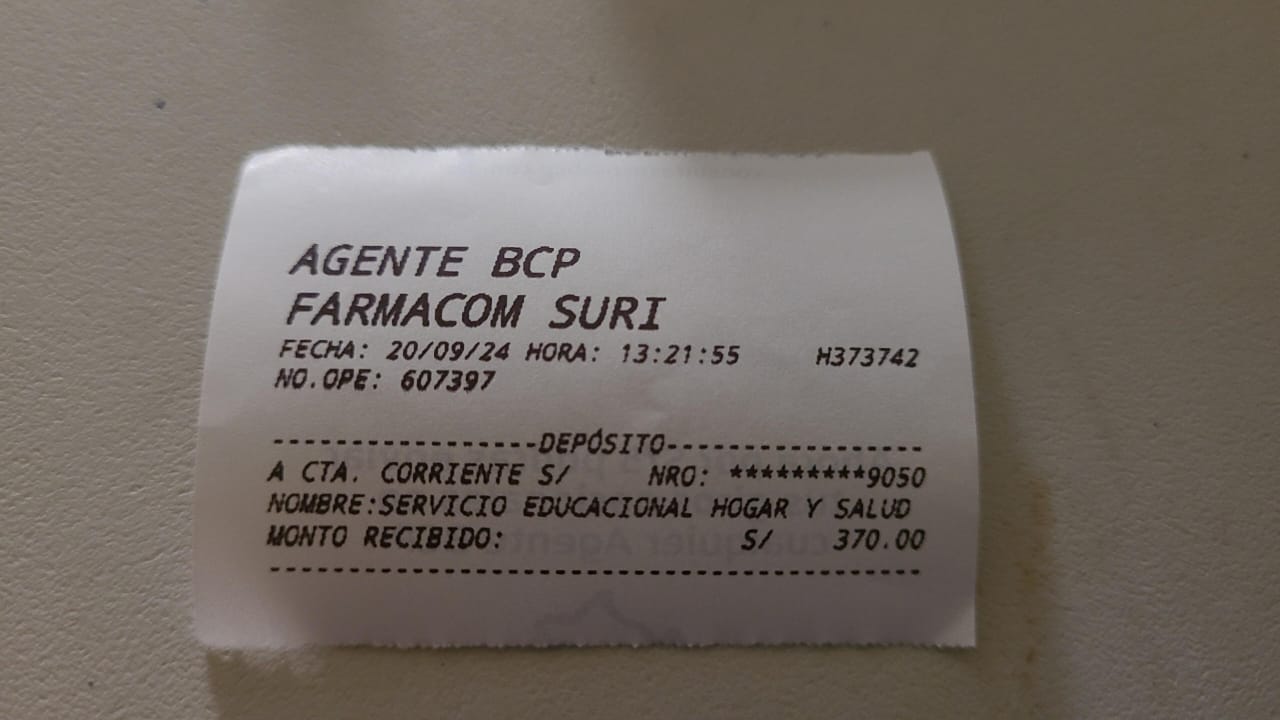 AGENTE BCP
FARMACOM SURI
FECHA: 20/09/24 HORA: 13:21:55 H373742
NO.OPE: 607397
-----------------DEPÓSITO-----------------
A CTA. CORRIENTE S/ NRO: *********9050
NOMBRE:SERVICIO EDUCACIONAL HOGAR Y SALUD
MONTO RECIBIDO: S/ 370.00
------------------------------------------